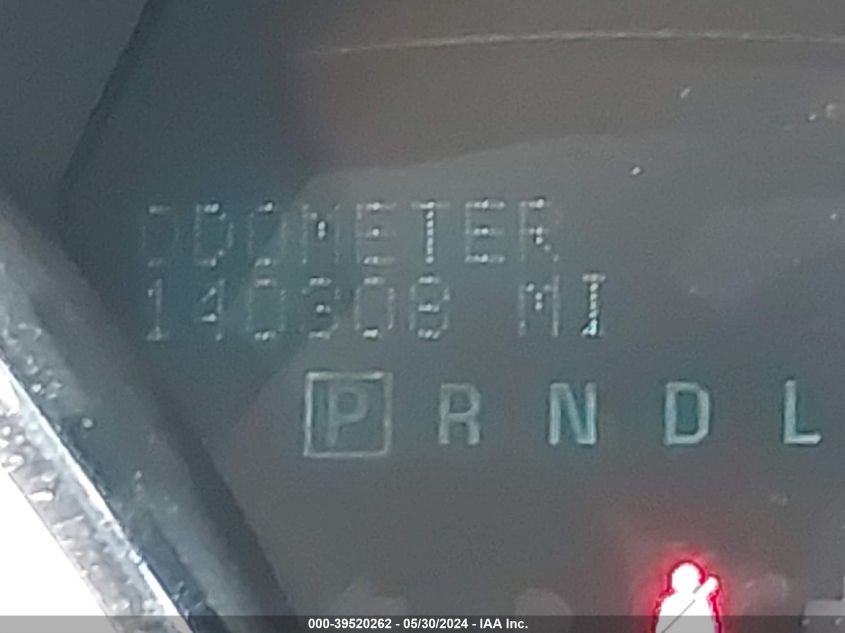 ODOMETER
140308 MI
P R N D L
000-39520262 - 05/30/2024 - IAA Inc.